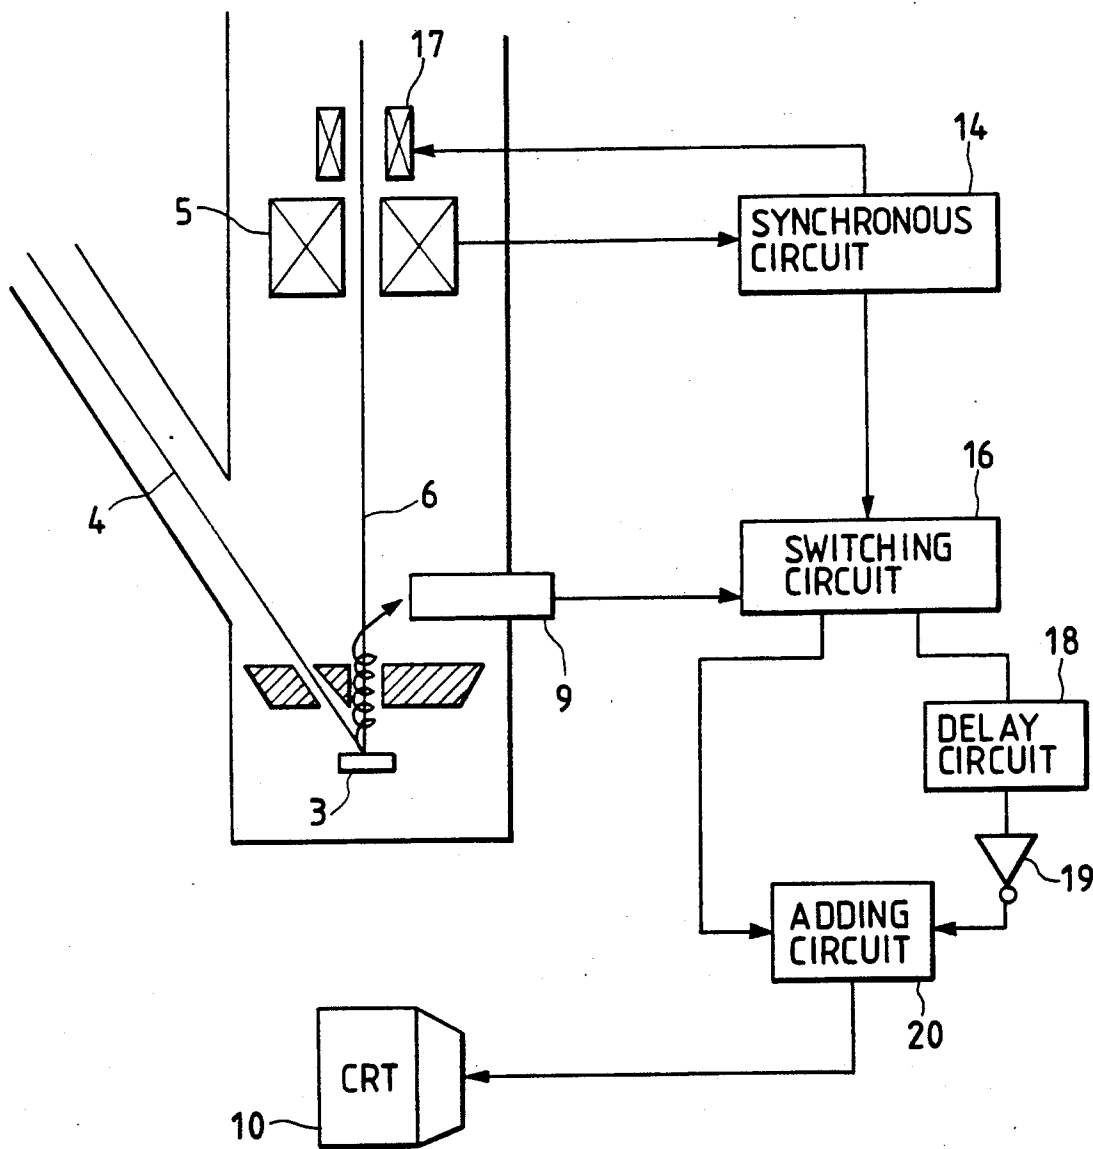 17
14
5
SYNCHRONOUS
CIRCUIT
4
6
16
SWITCHING
CIRCUIT
9
18
DELAY
CIRCUIT
3
19
ADDING
CIRCUIT
20
CRT
10